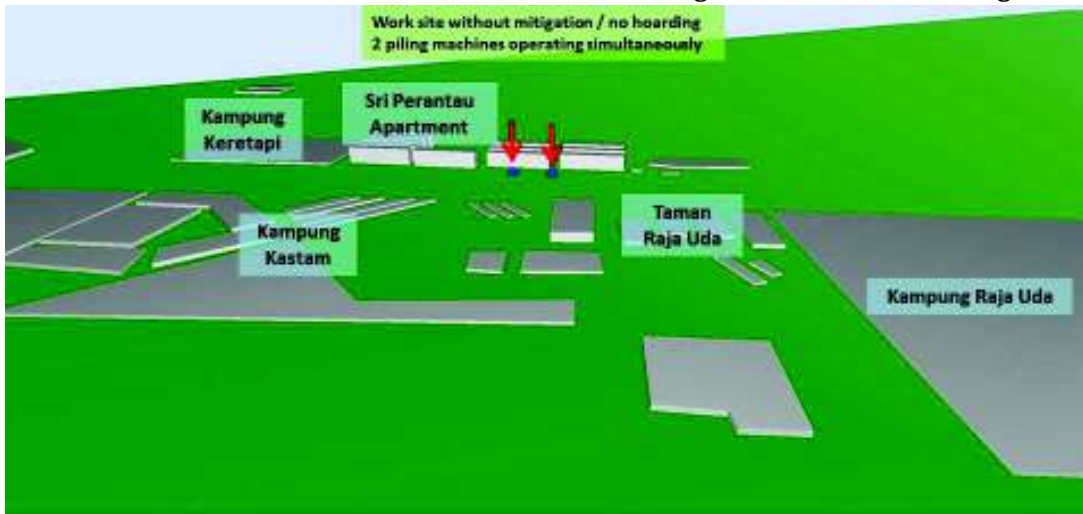 Work site without mitigation / no hoarding
2 piling machines operating simultaneously
Sri Perantau
Apartment
Kampung
Keretapi
Kampung
Kastam
Taman
Raja Uda
Kampung Raja Uda